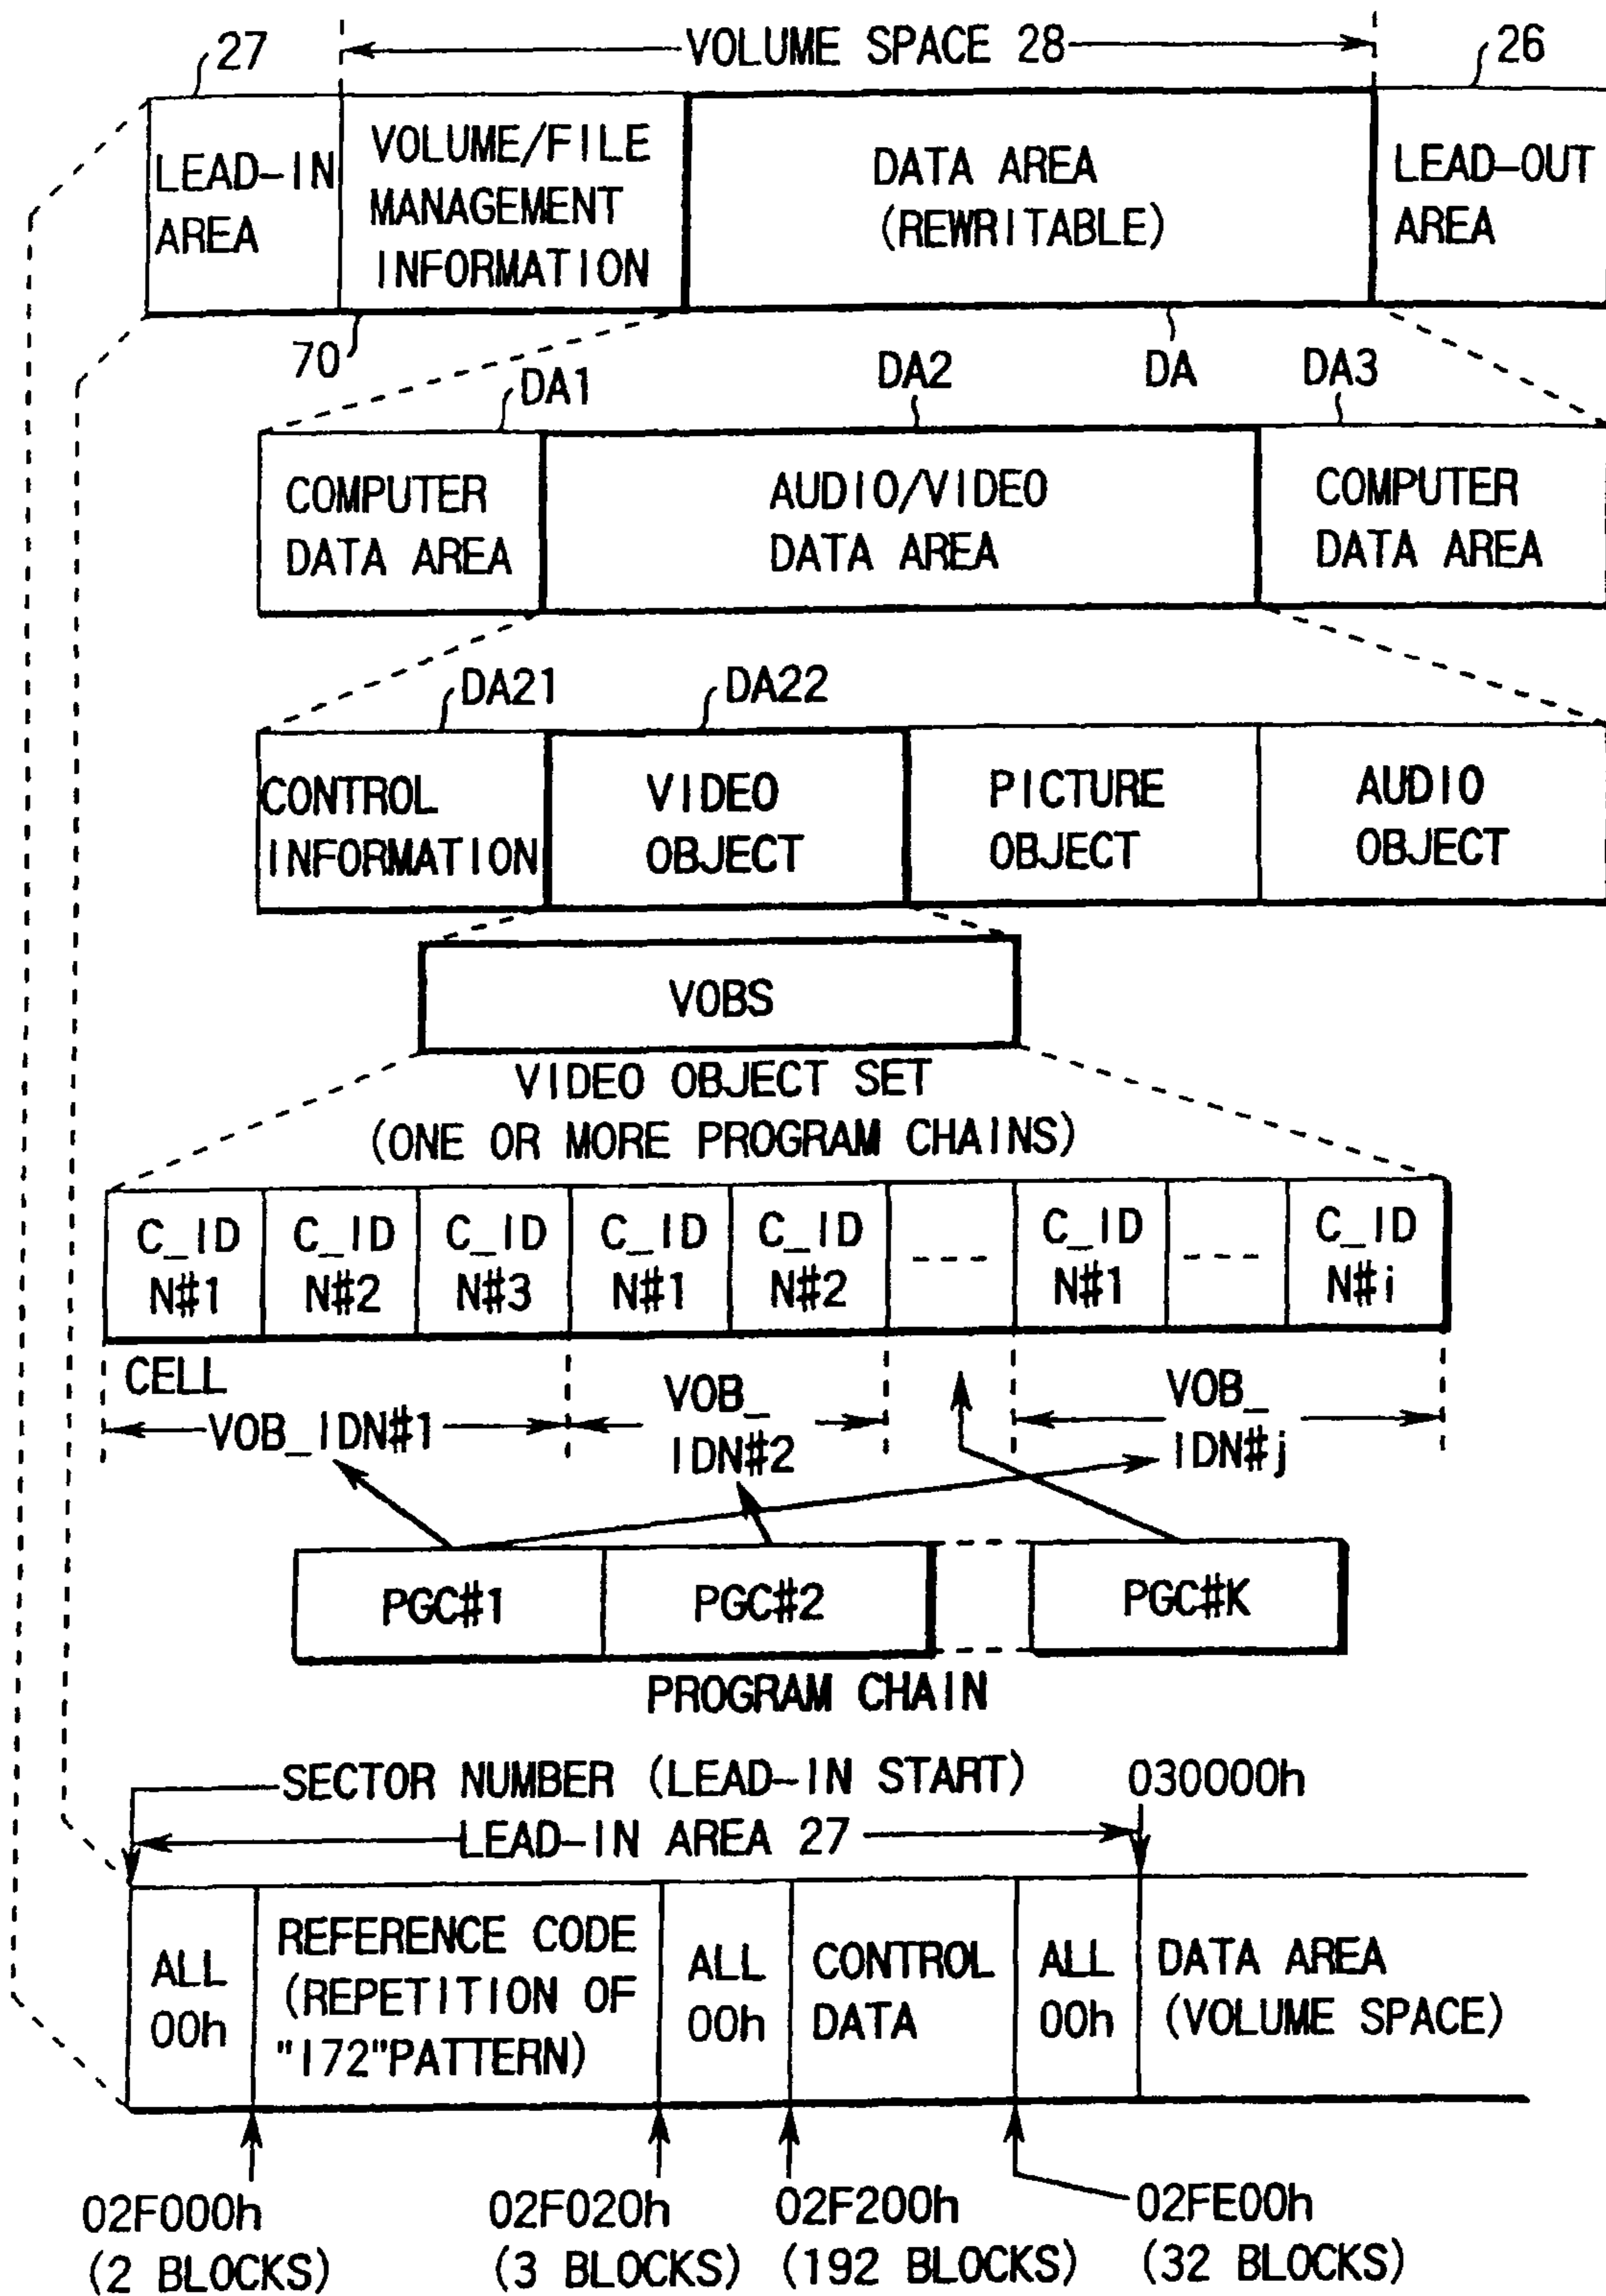 27
VOLUME SPACE 28
26
LEAD-IN
AREA
VOLUME/FILE
MANAGEMENT
INFORMATION
DATA AREA
(REWRITABLE)
LEAD-OUT
AREA
70
DA1
DA2
DA
DA3
COMPUTER
DATA AREA
AUDIO/VIDEO
DATA AREA
COMPUTER
DATA AREA
DA21
DA22
CONTROL
INFORMATION
VIDEO
OBJECT
PICTURE
OBJECT
AUDIO
OBJECT
VOBS
VIDEO OBJECT SET
(ONE OR MORE PROGRAM CHAINS)
C_ID
N#1
C_ID
N#2
C_ID
N#3
C_ID
N#1
C_ID
N#2
----
C_ID
N#1
----
C_ID
N#i
CELL
VOB_IDN#1
VOB_
IDN#2
VOB_
IDN#j
PGC#1
PGC#2
PGC#K
PROGRAM CHAIN
SECTOR NUMBER (LEAD-IN START)
030000h
LEAD-IN AREA 27
ALL
00h
REFERENCE CODE
(REPETITION OF
"172"PATTERN)
ALL
00h
CONTROL
DATA
ALL
00h
DATA AREA
(VOLUME SPACE)
02F000h
(2 BLOCKS)
02F020h
(3 BLOCKS)
02F200h
(192 BLOCKS)
02FE00h
(32 BLOCKS)